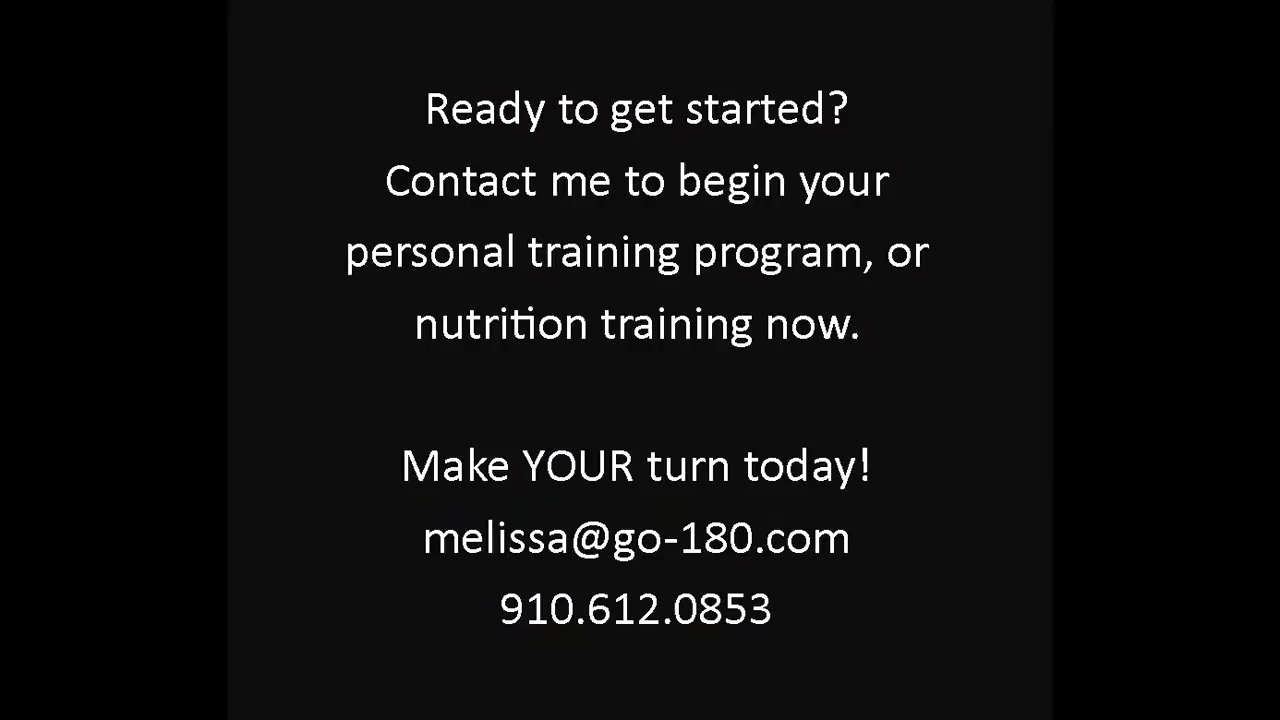 Ready to get started?
Contact me to begin your
personal training program, or
nutrition training now.
Make YOUR turn today!
melissa@go-180.com
910.612.0853